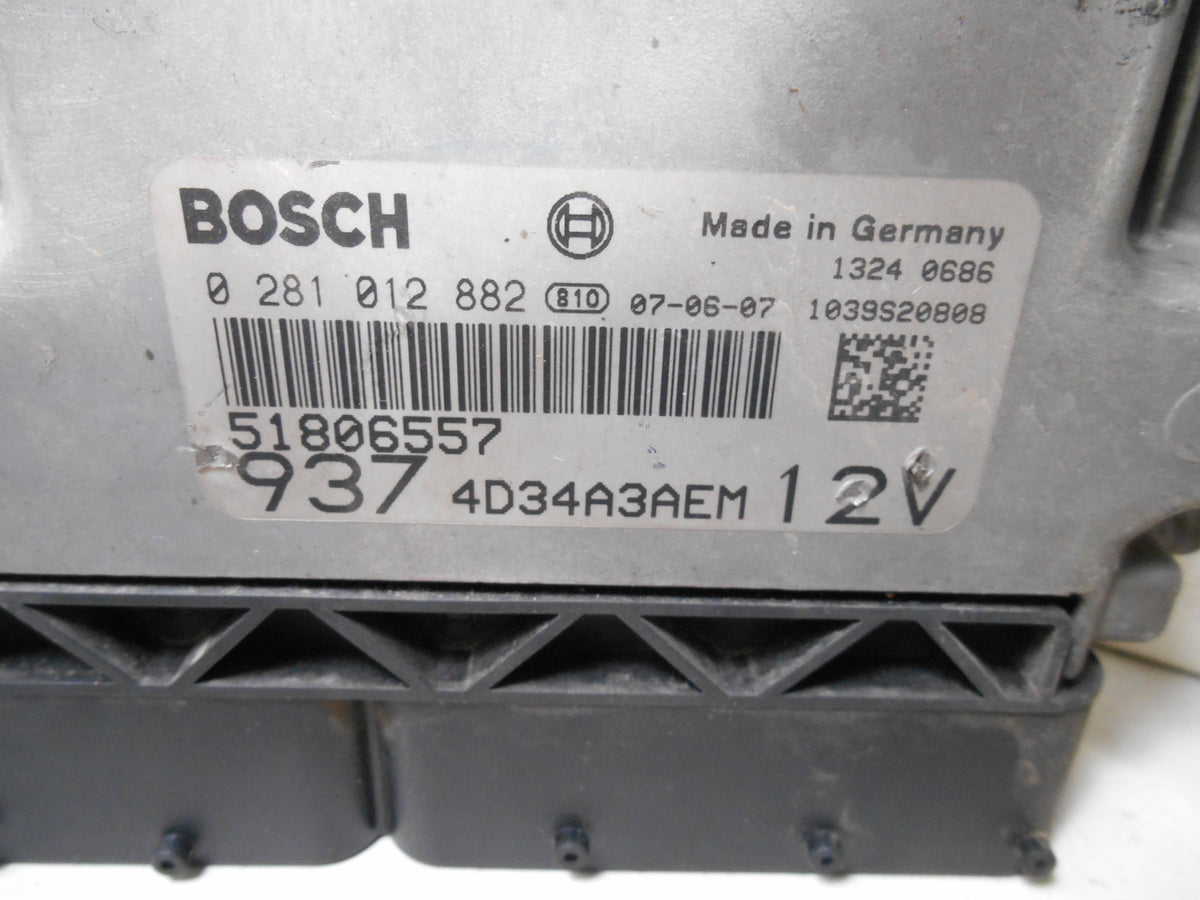 BOSCH
Made in Germany
1324 0686
0 281 012 882 810 07-06-07 1039S20808
51806557
937 4D34A3AEM 12V